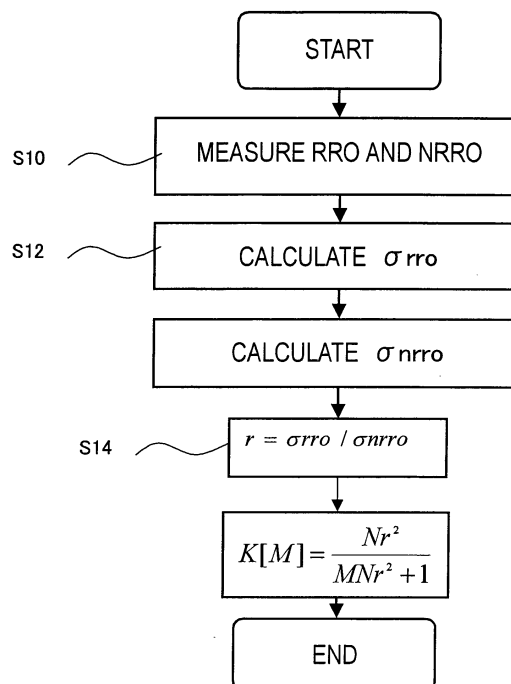 START
S10
MEASURE RRO AND NRRO
S12
CALCULATE σrro
CALCULATE σnrro
S14
r = σrro / σnrro
K[M] = Nr² / MNr² + 1
END